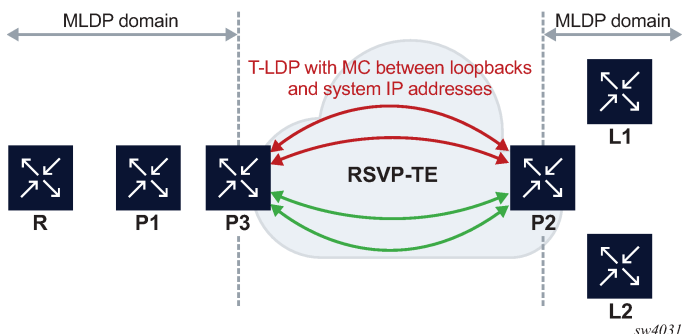 MLDP domain
MLDP domain
T-LDP with MC between loopbacks
and system IP addresses
L1
RSVP-TE
R
P1
P3
P2
L2
sw4031